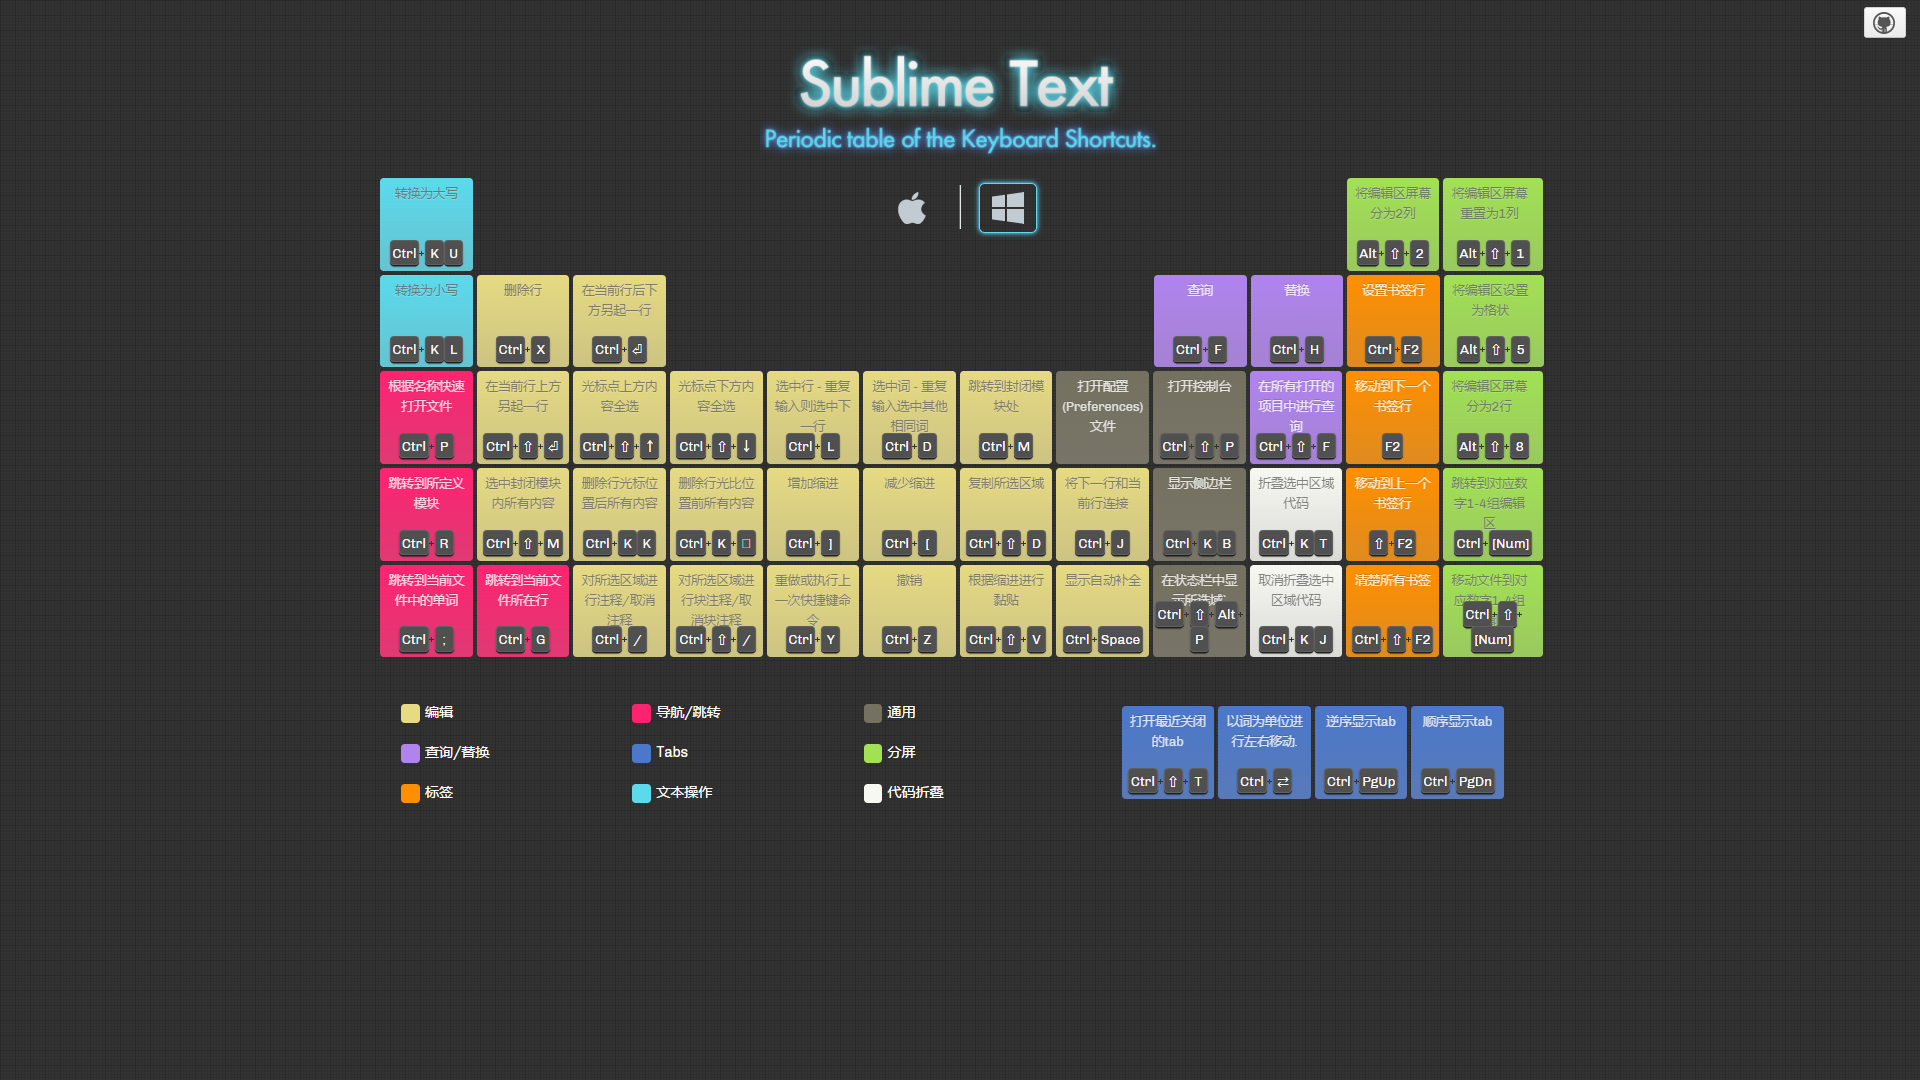 Sublime Text
Periodic table of the Keyboard Shortcuts.
转换为大写
Ctrl + K U
将编辑区屏幕
分为2列
Alt + ⇧ + 2
将编辑区屏幕
重置为1列
Alt + ⇧ + 1
转换为小写
Ctrl + K L
删除行
Ctrl + X
在当前行后下
方另起一行
Ctrl + ⏎
查询
Ctrl + F
替换
Ctrl + H
设置书签行
Ctrl + F2
将编辑区设置
为格状
Alt + ⇧ + 5
根据名称快速
打开文件
Ctrl + P
在当前行上方
另起一行
Ctrl + ⇧ + ⏎
光标点上方内
容全选
Ctrl + ⇧ + ↑
光标点下方内
容全选
Ctrl + ⇧ + ↓
选中行 - 重复
输入则选中下
一行
Ctrl + L
选中词 - 重复
输入选中其他
相同词
Ctrl + D
跳转到封闭模
块处
Ctrl + M
打开配置
(Preferences)
文件
打开控制台
Ctrl + ⇧ + P
在所有打开的
项目中进行查
询
Ctrl + ⇧ + F
移动到下一个
书签行
F2
将编辑区屏幕
分为2行
Alt + ⇧ + 8
跳转到所定义
模块
Ctrl + R
选中封闭模块
内所有内容
Ctrl + ⇧ + M
删除行光标位
置后所有内容
Ctrl + K K
删除行光比位
置前所有内容
Ctrl + K + □
增加缩进
Ctrl + ]
减少缩进
Ctrl + [
复制所选区域
Ctrl + ⇧ + D
将下一行和当
前行连接
Ctrl + J
显示侧边栏
Ctrl + K B
折叠选中区域
代码
Ctrl + K T
移动到上一个
书签行
⇧ + F2
跳转到对应数
字1-4组编辑
区
Ctrl + [Num]
跳转到当前文
件中的单词
Ctrl + ;
跳转到当前文
件所在行
Ctrl + G
对所选区域进
行注释/取消
注释
Ctrl + /
对所选区域进
行块注释/取
消块注释
Ctrl + ⇧ + /
重做或执行上
一次快捷键命
令
Ctrl + Y
撤销
Ctrl + Z
根据缩进进行
黏贴
Ctrl + ⇧ + V
显示自动补全
Ctrl + Space
在状态栏中显
示所选域
Ctrl + ⇧ + Alt +
P
取消折叠选中
区域代码
Ctrl + K J
清楚所有书签
Ctrl + ⇧ + F2
移动文件到对
应数字1-4组
Ctrl + ⇧ +
[Num]
编辑
导航/跳转
通用
查询/替换
Tabs
分屏
标签
文本操作
代码折叠
打开最近关闭
的tab
Ctrl + ⇧ + T
以词为单位进
行左右移动.
Ctrl + ⇄
逆序显示tab
Ctrl + PgUp
顺序显示tab
Ctrl + PgDn